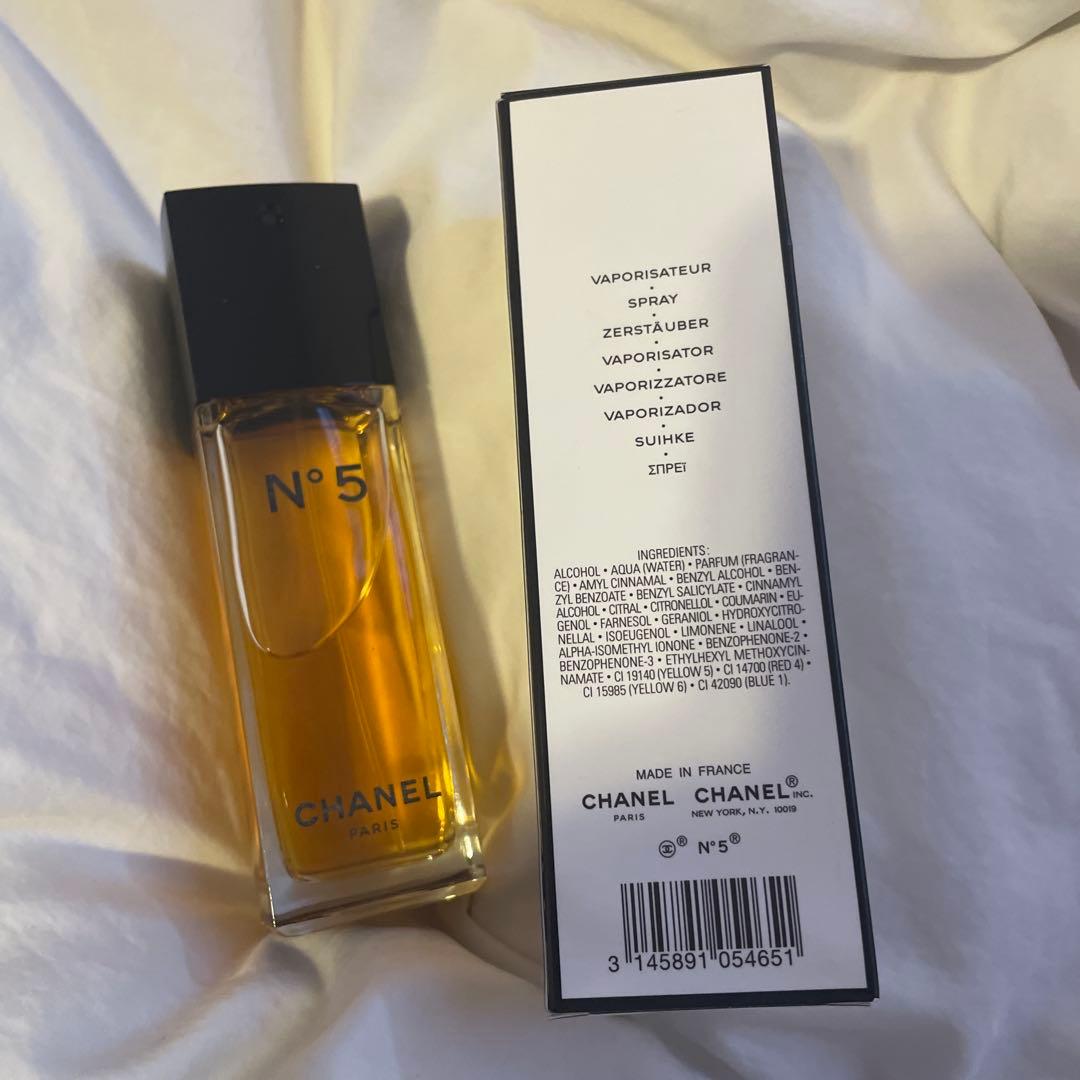 N°5
CHANEL
PARIS
VAPORISATEUR
•
SPRAY
•
ZERSTÄUBER
•
VAPORISATOR
•
VAPORIZZATORE
•
VAPORIZADOR
•
SUIHKE
•
ΣΠΡΕΪ
INGREDIENTS:
ALCOHOL • AQUA (WATER) • PARFUM (FRAGRAN-
CE) • AMYL CINNAMAL • BENZYL ALCOHOL • BEN-
ZYL BENZOATE • BENZYL SALICYLATE • CINNAMYL
ALCOHOL • CITRAL • CITRONELLOL • COUMARIN • EU-
GENOL • FARNESOL • GERANIOL • HYDROXYCITRO-
NELLAL • ISOEUGENOL • LIMONENE • LINALOOL •
ALPHA-ISOMETHYL IONONE • BENZOPHENONE-2 •
BENZOPHENONE-3 • ETHYLHEXYL METHOXYCIN-
NAMATE • CI 19140 (YELLOW 5) • CI 14700 (RED 4) •
CI 15985 (YELLOW 6) • CI 42090 (BLUE 1).
MADE IN FRANCE
CHANEL CHANEL® INC.
PARIS NEW YORK, N.Y. 10019
® N°5®
3 145891 054651